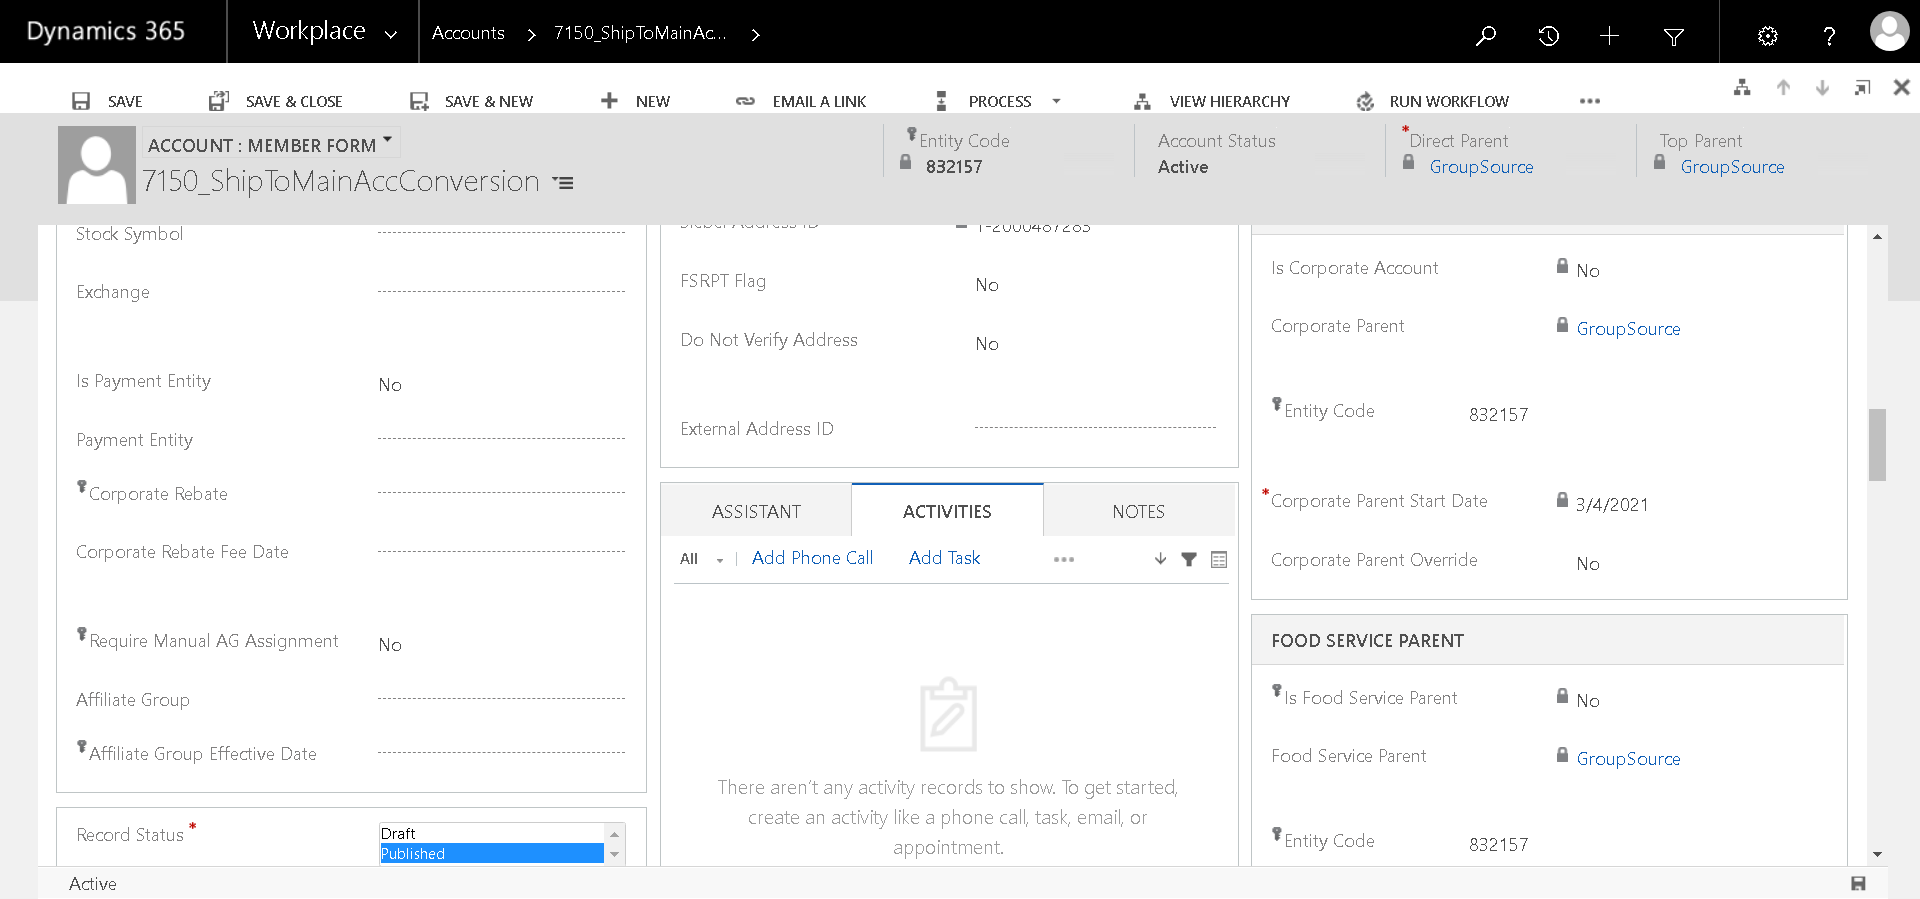 Dynamics 365
Workplace
Accounts
7150_ShipToMainAc...
SAVE
SAVE & CLOSE
SAVE & NEW
NEW
EMAIL A LINK
PROCESS
VIEW HIERARCHY
RUN WORKFLOW
ACCOUNT : MEMBER FORM
7150_ShipToMainAccConversion
Entity Code
832157
Account Status
Active
*Direct Parent
GroupSource
Top Parent
GroupSource
Stock Symbol
Exchange
Is Payment Entity
No
Payment Entity
Corporate Rebate
Corporate Rebate Fee Date
Require Manual AG Assignment
No
Affiliate Group
Affiliate Group Effective Date
Record Status *
Draft
Published
Siebel Address ID
1-2000487283
FSRPT Flag
No
Do Not Verify Address
No
External Address ID
ASSISTANT
ACTIVITIES
NOTES
All
Add Phone Call
Add Task
There aren't any activity records to show. To get started,
create an activity like a phone call, task, email, or
appointment.
Is Corporate Account
No
Corporate Parent
GroupSource
Entity Code
832157
*Corporate Parent Start Date
3/4/2021
Corporate Parent Override
No
FOOD SERVICE PARENT
Is Food Service Parent
No
Food Service Parent
GroupSource
Entity Code
832157
Active